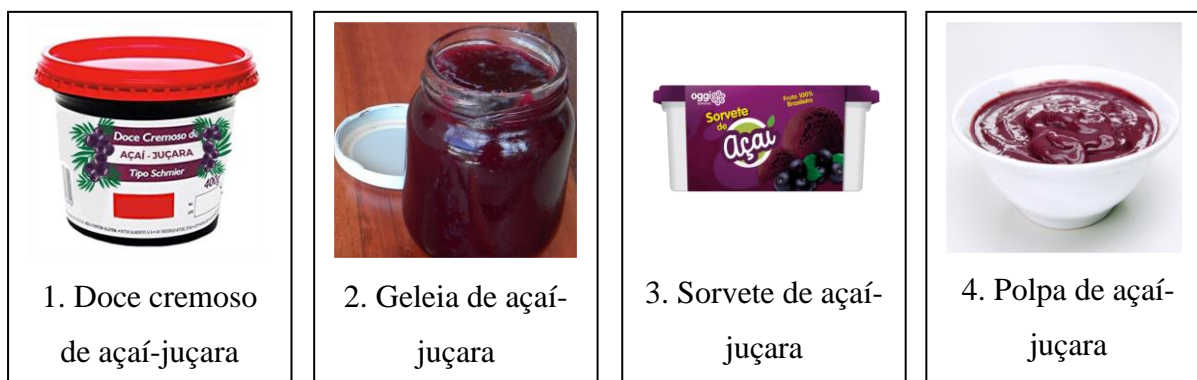 Doce Cremoso de
AÇAÍ - JUÇARA
Tipo Schmier
400g
oggi
Sorvete
de
Açaí
Fruto 100%
Brasileiro
1. Doce cremoso
de açaí-juçara
2. Geleia de açaí-
juçara
3. Sorvete de açaí-
juçara
4. Polpa de açaí-
juçara